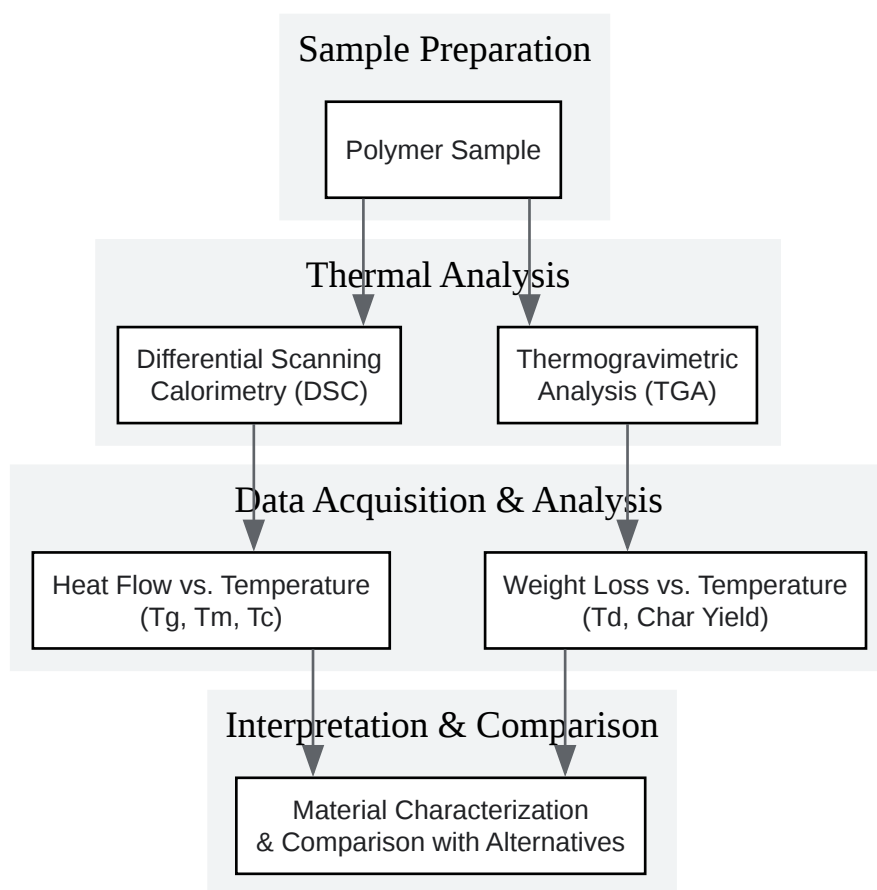 Sample Preparation
Polymer Sample
Thermal Analysis
Differential Scanning
Calorimetry (DSC)
Thermogravimetric
Analysis (TGA)
Data Acquisition & Analysis
Heat Flow vs. Temperature
(Tg, Tm, Tc)
Weight Loss vs. Temperature
(Td, Char Yield)
Interpretation & Comparison
Material Characterization
& Comparison with Alternatives